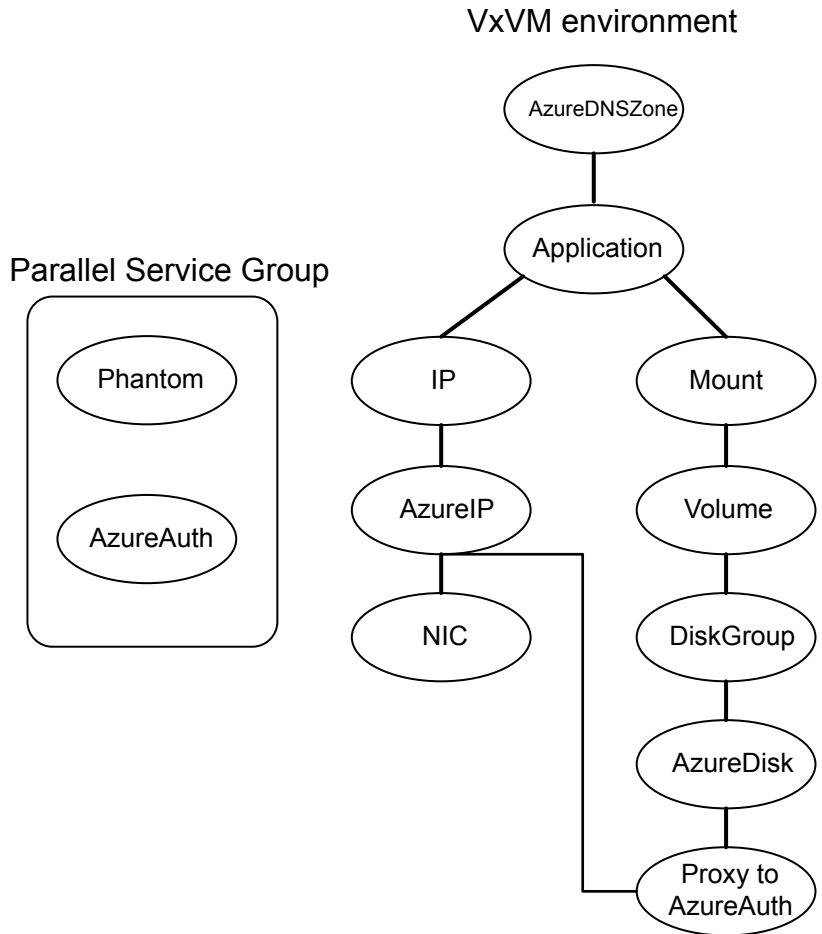 VxVM environment
AzureDNSZone
Application
Parallel Service Group
Phantom
AzureAuth
IP
Mount
AzureIP
Volume
NIC
DiskGroup
AzureDisk
Proxy to
AzureAuth